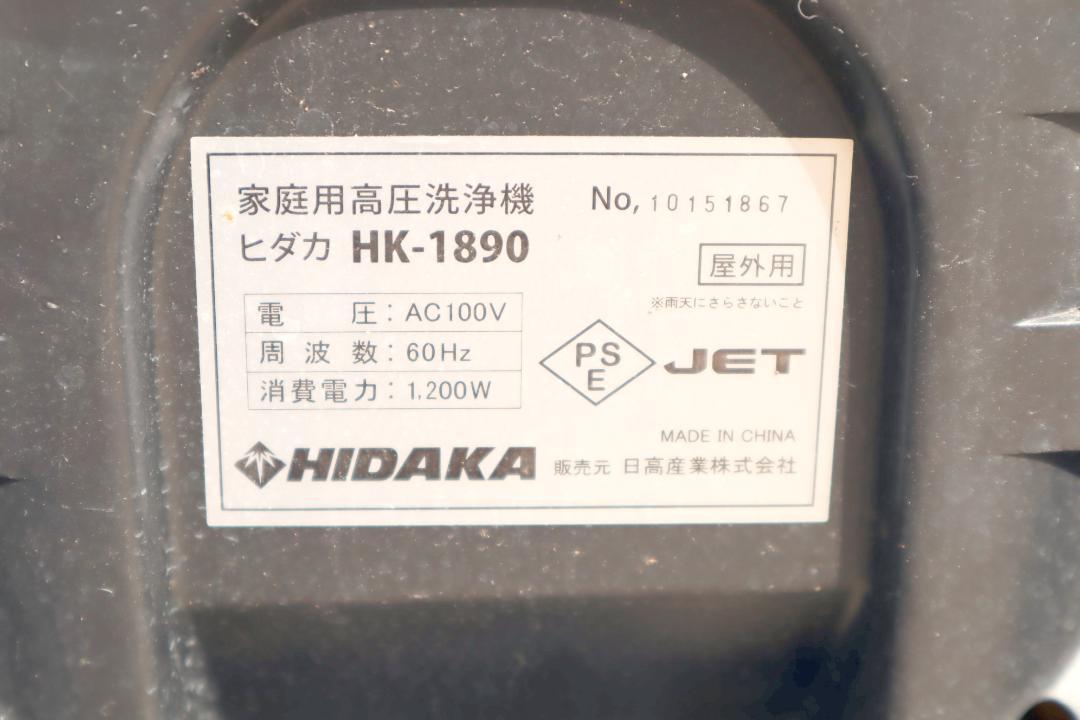 家庭用高圧洗浄機 No, 10151867
ヒダカ HK-1890
屋外用
※雨天にさらさないこと
電圧：AC100V
周波数：60Hz
消費電力：1,200W
PSE JET
MADE IN CHINA
HIDAKA 販売元 日高産業株式会社